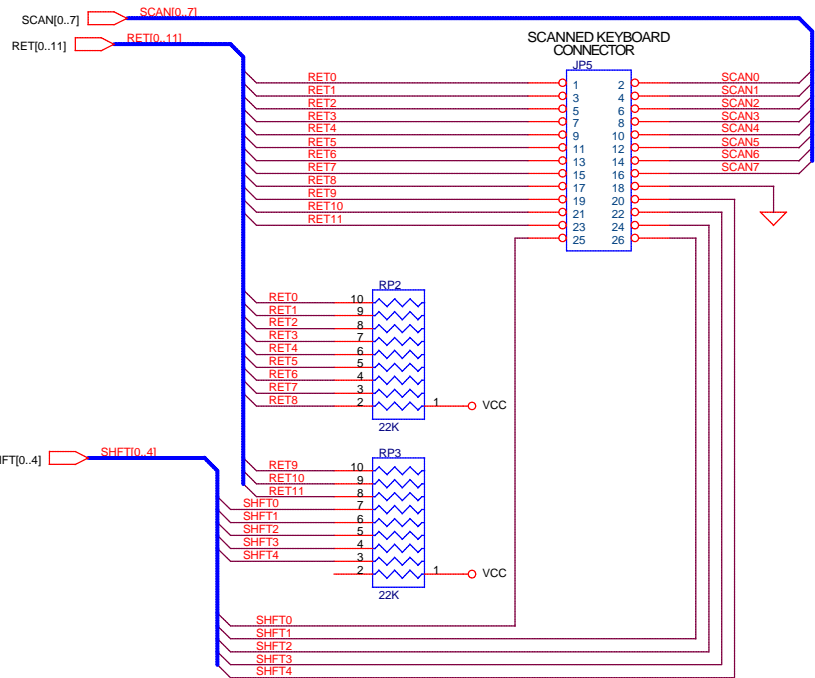 SCAN[0..7] SCAN[0..7]
RET[0..11] RET[0..11]
SCANNED KEYBOARD
CONNECTOR
JP5
RET0 1 2 SCAN0
RET1 3 4 SCAN1
RET2 5 6 SCAN2
RET3 7 8 SCAN3
RET4 9 10 SCAN4
RET5 11 12 SCAN5
RET6 13 14 SCAN6
RET7 15 16 SCAN7
RET8 17 18
RET9 19 20
RET10 21 22
RET11 23 24
25 26
RP2
RET0 10
RET1 9
RET2 8
RET3 7
RET4 6
RET5 5
RET6 4
RET7 3
RET8 2 1 VCC
22K
IFT[0..4] SHFT[0..4]
RP3
RET9 10
RET10 9
RET11 8
SHFT0 7
SHFT1 6
SHFT2 5
SHFT3 4
SHFT4 3
2 1 VCC
22K
SHFT0
SHFT1
SHFT2
SHFT3
SHFT4